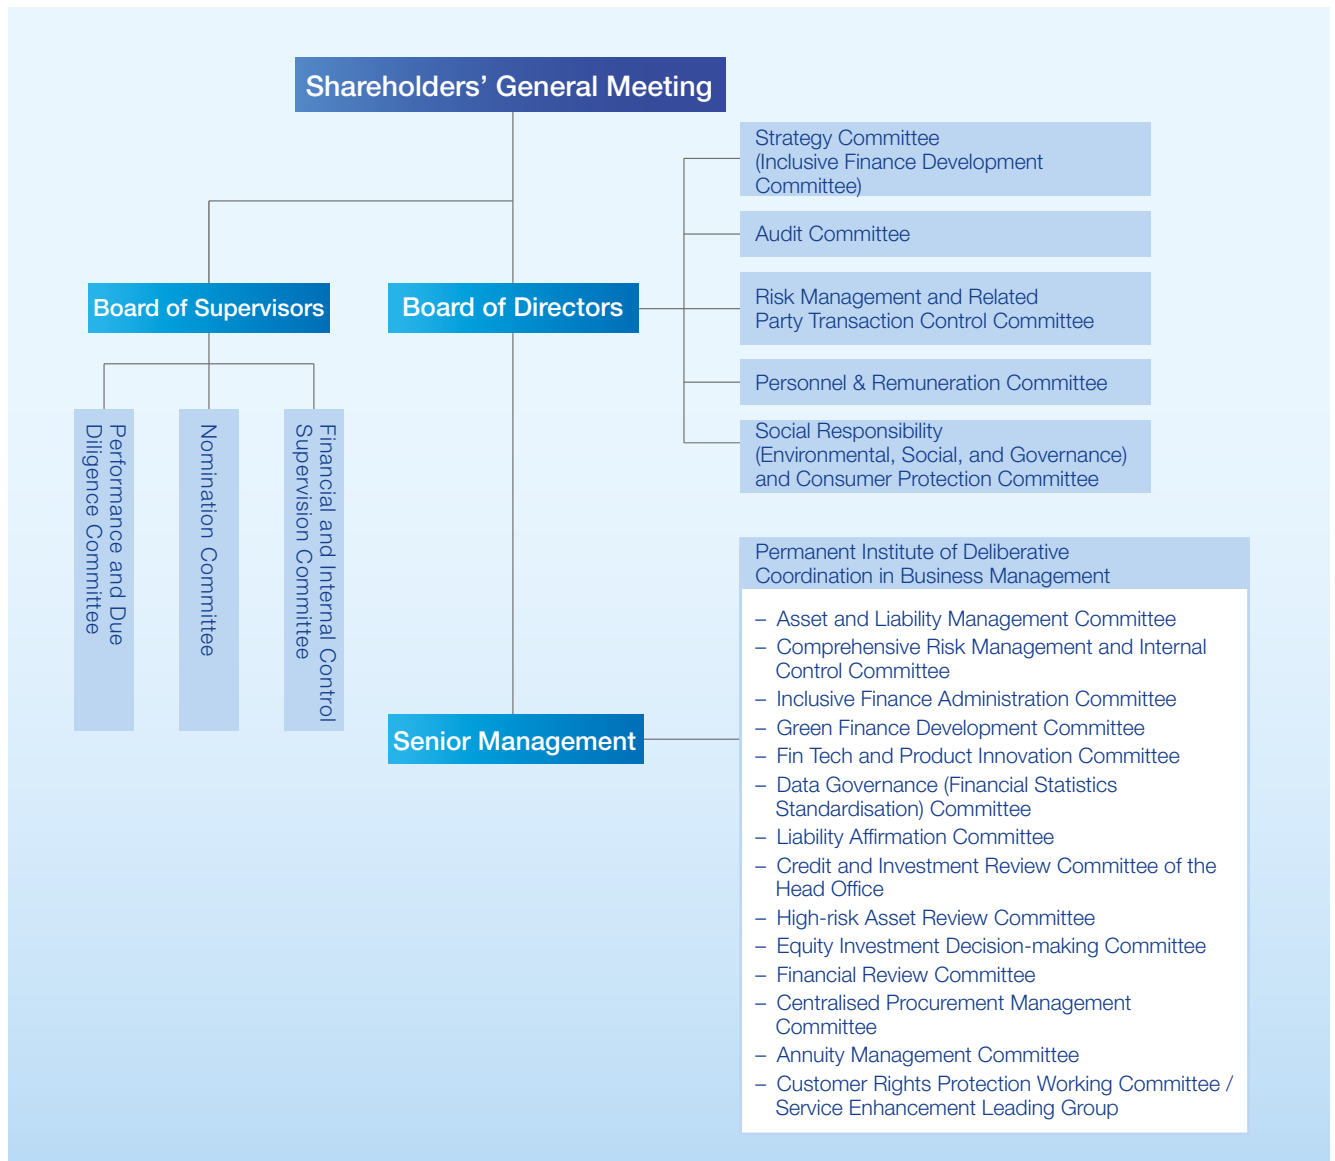 Shareholders’ General Meeting
Strategy Committee
(Inclusive Finance Development
Committee)
Audit Committee
Risk Management and Related
Party Transaction Control Committee
Personnel & Remuneration Committee
Social Responsibility
(Environmental, Social, and Governance)
and Consumer Protection Committee
Board of Supervisors
Board of Directors
Performance and Due
Diligence Committee
Nomination Committee
Financial and Internal Control
Supervision Committee
Senior Management
Permanent Institute of Deliberative
Coordination in Business Management
– Asset and Liability Management Committee
– Comprehensive Risk Management and Internal
Control Committee
– Inclusive Finance Administration Committee
– Green Finance Development Committee
– Fin Tech and Product Innovation Committee
– Data Governance (Financial Statistics
Standardisation) Committee
– Liability Affirmation Committee
– Credit and Investment Review Committee of the
Head Office
– High-risk Asset Review Committee
– Equity Investment Decision-making Committee
– Financial Review Committee
– Centralised Procurement Management
Committee
– Annuity Management Committee
– Customer Rights Protection Working Committee /
Service Enhancement Leading Group